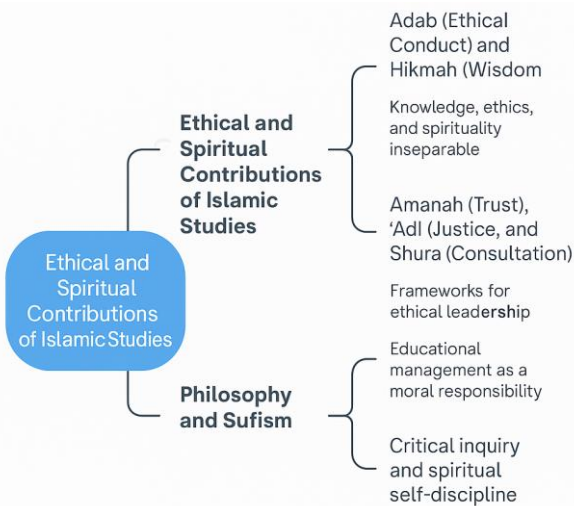 Ethical and
Spiritual
Contributions
of Islamic Studies
Ethical and
Spiritual
Contributions
of Islamic
Studies
Adab (Ethical
Conduct) and
Hikmah (Wisdom
Knowledge, ethics,
and spirituality
inseparable
Amanah (Trust),
‘Adl (Justice, and
Shura (Consultation)
Frameworks for
ethical leadership
Philosophy
and Sufism
Educational
management as a
moral responsibility
Critical inquiry
and spiritual
self-discipline